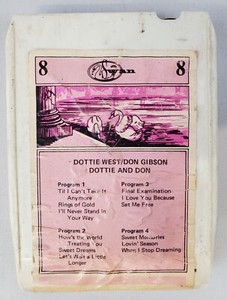 8 Swan 8
DOTTIE WEST/DON GIBSON
DOTTIE AND DON
Program 1
Til I Can't Take It
Anymore
Rings of Gold
I'll Never Stand In
Your Way
Program 2
How's the World
Treating You
Sweet Dreams
Let's Wait a Little
Longer
Program 3
Final Examination
I Love You Because
Set Me Free
Program 4
Sweet Memories
Lovin' Season
When I Stop Dreaming